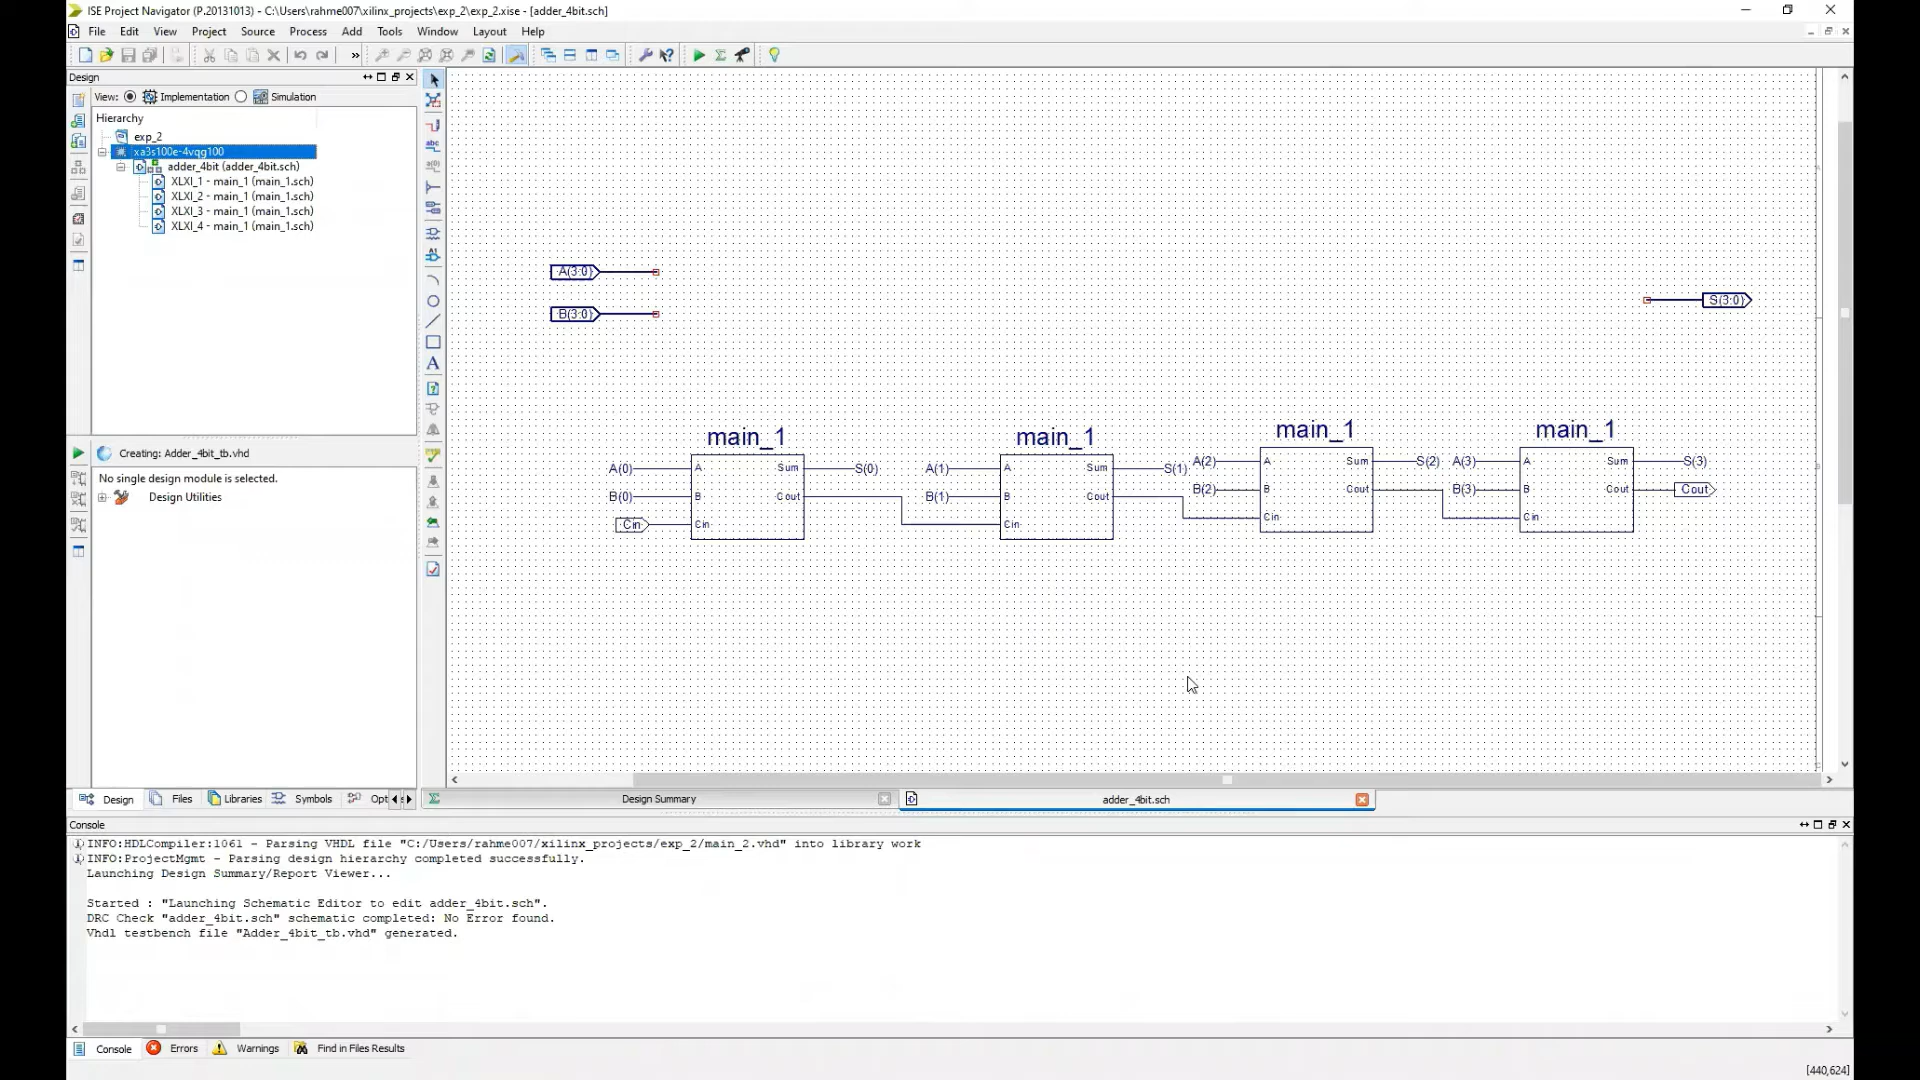 ISE Project Navigator (P.20131013) - C:\Users\rahme007\xilinx_projects\exp_2\exp_2.xise - [adder_4bit.sch]
File Edit View Project Source Process Add Tools Window Layout Help
Design
View: Implementation Simulation
Hierarchy
exp_2
xa3s100e-4vqg100
adder_4bit (adder_4bit.sch)
XLXI_1 - main_1 (main_1.sch)
XLXI_2 - main_1 (main_1.sch)
XLXI_3 - main_1 (main_1.sch)
XLXI_4 - main_1 (main_1.sch)
Creating: Adder_4bit_tb.vhd
No single design module is selected.
Design Utilities
Design Files Libraries Symbols Opt
abc
a(0)
A
A(3:0)
B(3:0)
S(3:0)
main_1 main_1 main_1 main_1
A(0) A Sum S(0) A(1) A Sum S(1) A(2) A Sum S(2) A(3) A Sum S(3)
B(0) B Cout B(1) B Cout B(2) B Cout B(3) B Cout Cout
Cin Cin Cin Cin Cin
Design Summary adder_4bit.sch
Console
INFO:HDLCompiler:1061 - Parsing VHDL file "C:/Users/rahme007/xilinx_projects/exp_2/main_2.vhd" into library work
INFO:ProjectMgmt - Parsing design hierarchy completed successfully.
Launching Design Summary/Report Viewer...
Started : "Launching Schematic Editor to edit adder_4bit.sch".
DRC Check "adder_4bit.sch" schematic completed: No Error found.
Vhdl testbench file "Adder_4bit_tb.vhd" generated.
Console Errors Warnings Find in Files Results
[440,624]